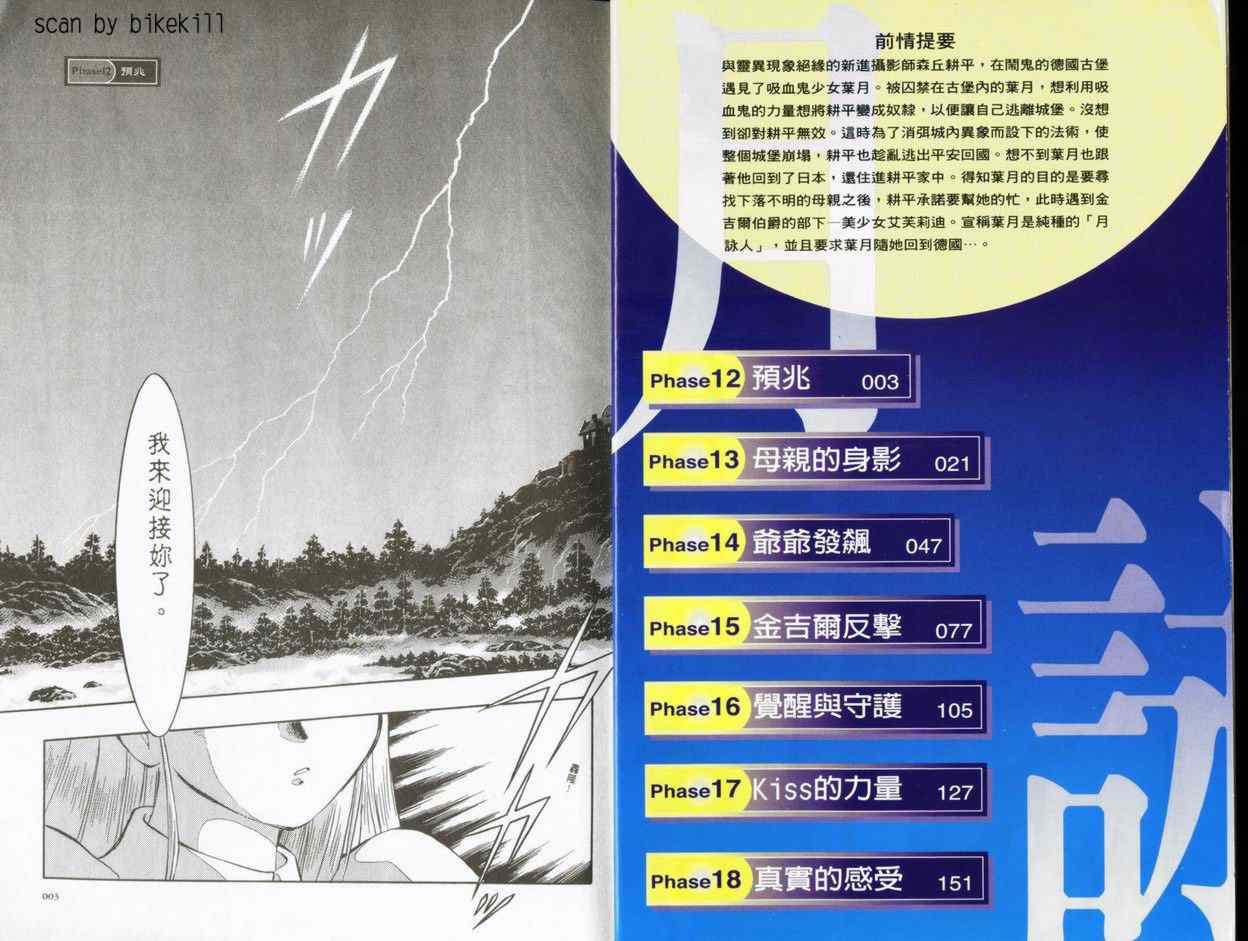 scan by bikekill
前情提要
與靈異現象絕緣的新進攝影師森丘耕平，在鬧鬼的德國古堡
遇見了吸血鬼少女葉月。被囚禁在古堡內的葉月，想利用吸
血鬼的力量想將耕平變成奴隸，以便讓自己逃離城堡。沒想
到卻對耕平無效。這時為了消弭城內異象而設下的法術，使
整個城堡崩塌，耕平也趁亂逃出平安回國。想不到葉月也跟
著他回到了日本，還住進耕平家中。得知葉月的目的是要尋
找下落不明的母親之後，耕平承諾要幫她的忙，此時遇到金
吉爾伯爵的部下─美少女艾芙莉迪。宣稱葉月是純種的「月
詠人」，並且要求葉月隨她回到德國…。
月
詠
Phase12 預兆 003
Phase13 母親的身影 021
Phase14 爺爺發飆 047
Phase15 金吉爾反擊 077
Phase16 覺醒與守護 105
Phase17 Kiss的力量 127
Phase18 真實的感受 151
Phase12 預兆
カッ
我來迎接妳了。
轟隆！
カカッ
003